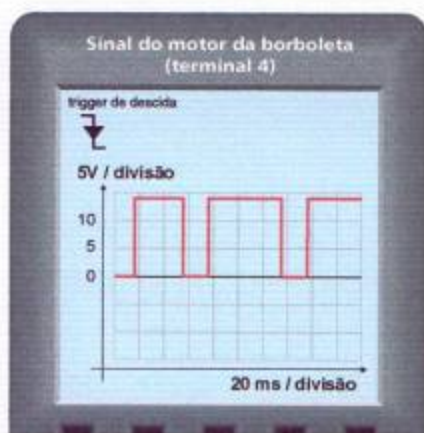 Sinal do motor da borboleta
(terminal 4)
trigger de descida
5V / divisão
10
5
0
20 ms / divisão